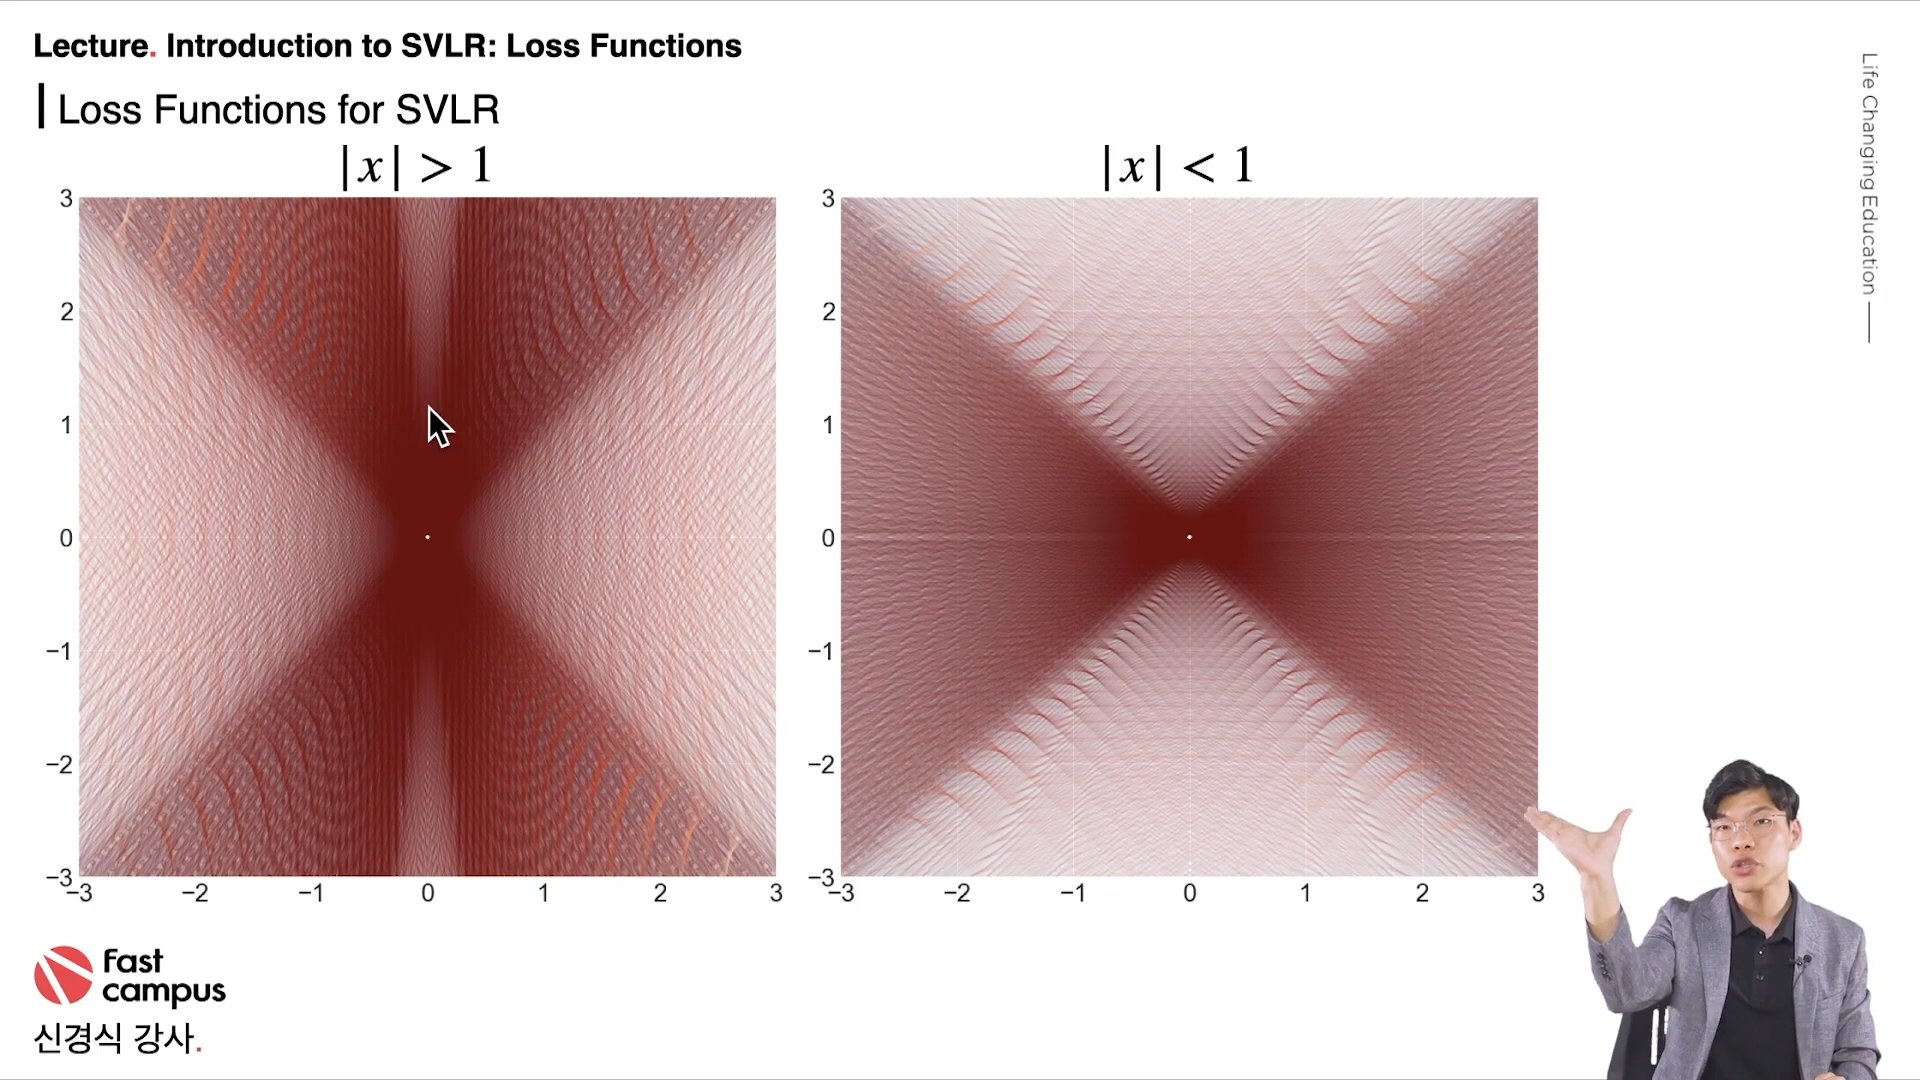 Lecture. Introduction to SVLR: Loss Functions
Loss Functions for SVLR
|x| > 1
|x| < 1
3
2
1
0
−1
−2
−3
−3 −2 −1 0 1 2 3
3
2
1
0
−1
−2
−3
−3 −2 −1 0 1 2 3
Life Changing Education
fast
campus
신경식 강사.